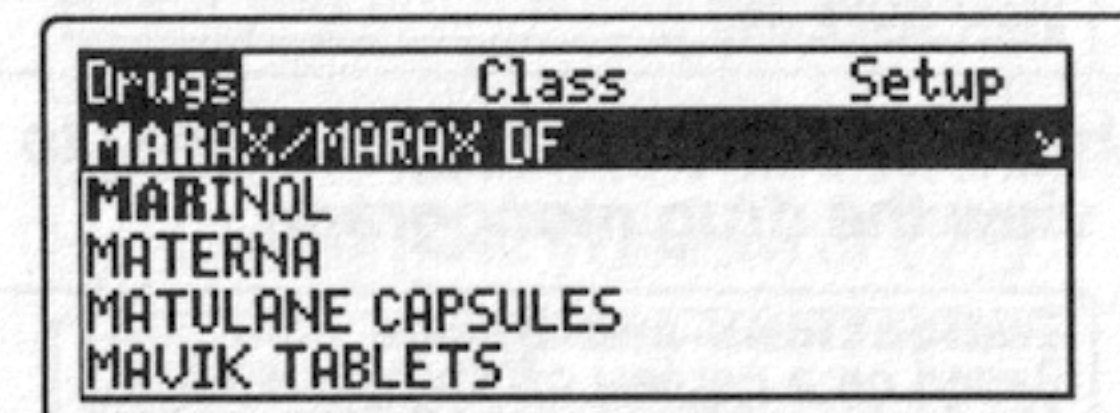 Drugs Class Setup
MARAX/MARAX DF
MARINOL
MATERNA
MATULANE CAPSULES
MAVIK TABLETS